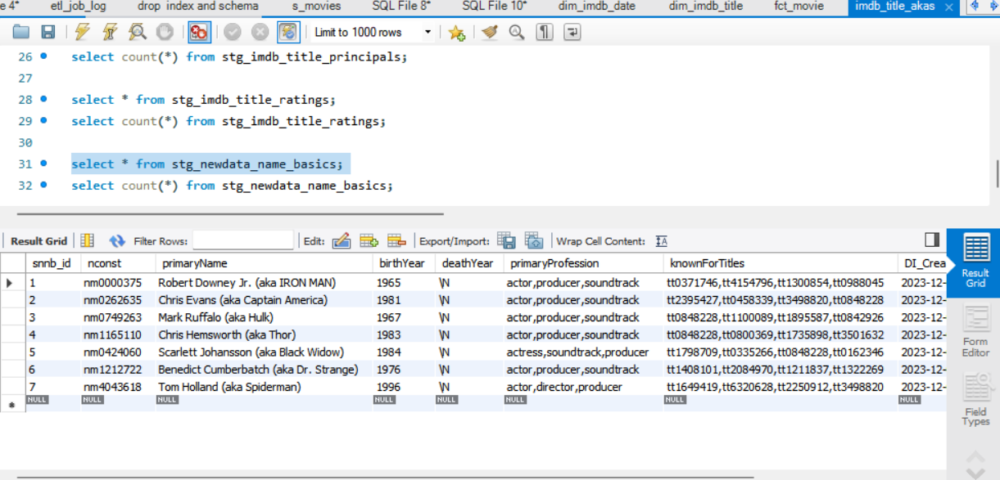 e 4* etl_job_log drop index and schema s_movies SQL File 8* SQL File 10* dim_imdb_date dim_imdb_title fct_movie imdb_title_akas
Limit to 1000 rows
26 select count(*) from stg_imdb_title_principals;
27
28 select * from stg_imdb_title_ratings;
29 select count(*) from stg_imdb_title_ratings;
30
31 select * from stg_newdata_name_basics;
32 select count(*) from stg_newdata_name_basics;
Result Grid Filter Rows: Edit: Export/Import: Wrap Cell Content:
snnb_id nconst primaryName birthYear deathYear primaryProfession knownForTitles DI_Crea
1 nm0000375 Robert Downey Jr. (aka IRON MAN) 1965 \N actor,producer,soundtrack tt0371746,tt4154796,tt1300854,tt0988045 2023-12-
2 nm0262635 Chris Evans (aka Captain America) 1981 \N actor,producer,soundtrack tt2395427,tt0458339,tt3498820,tt0848228 2023-12-
3 nm0749263 Mark Ruffalo (aka Hulk) 1967 \N actor,producer,soundtrack tt0848228,tt1100089,tt1895587,tt0842926 2023-12-
4 nm1165110 Chris Hemsworth (aka Thor) 1983 \N actor,producer,soundtrack tt0848228,tt0800369,tt1735898,tt3501632 2023-12-
5 nm0424060 Scarlett Johansson (aka Black Widow) 1984 \N actress,soundtrack,producer tt1798709,tt0335266,tt0848228,tt0162346 2023-12-
6 nm1212722 Benedict Cumberbatch (aka Dr. Strange) 1976 \N actor,producer,soundtrack tt1408101,tt2084970,tt1211837,tt1322269 2023-12-
7 nm4043618 Tom Holland (aka Spiderman) 1996 \N actor,director,producer tt1649419,tt6320628,tt2250912,tt3498820 2023-12-
NULL NULL NULL NULL NULL NULL NULL NULL
Result
Grid
Form
Editor
Field
Types